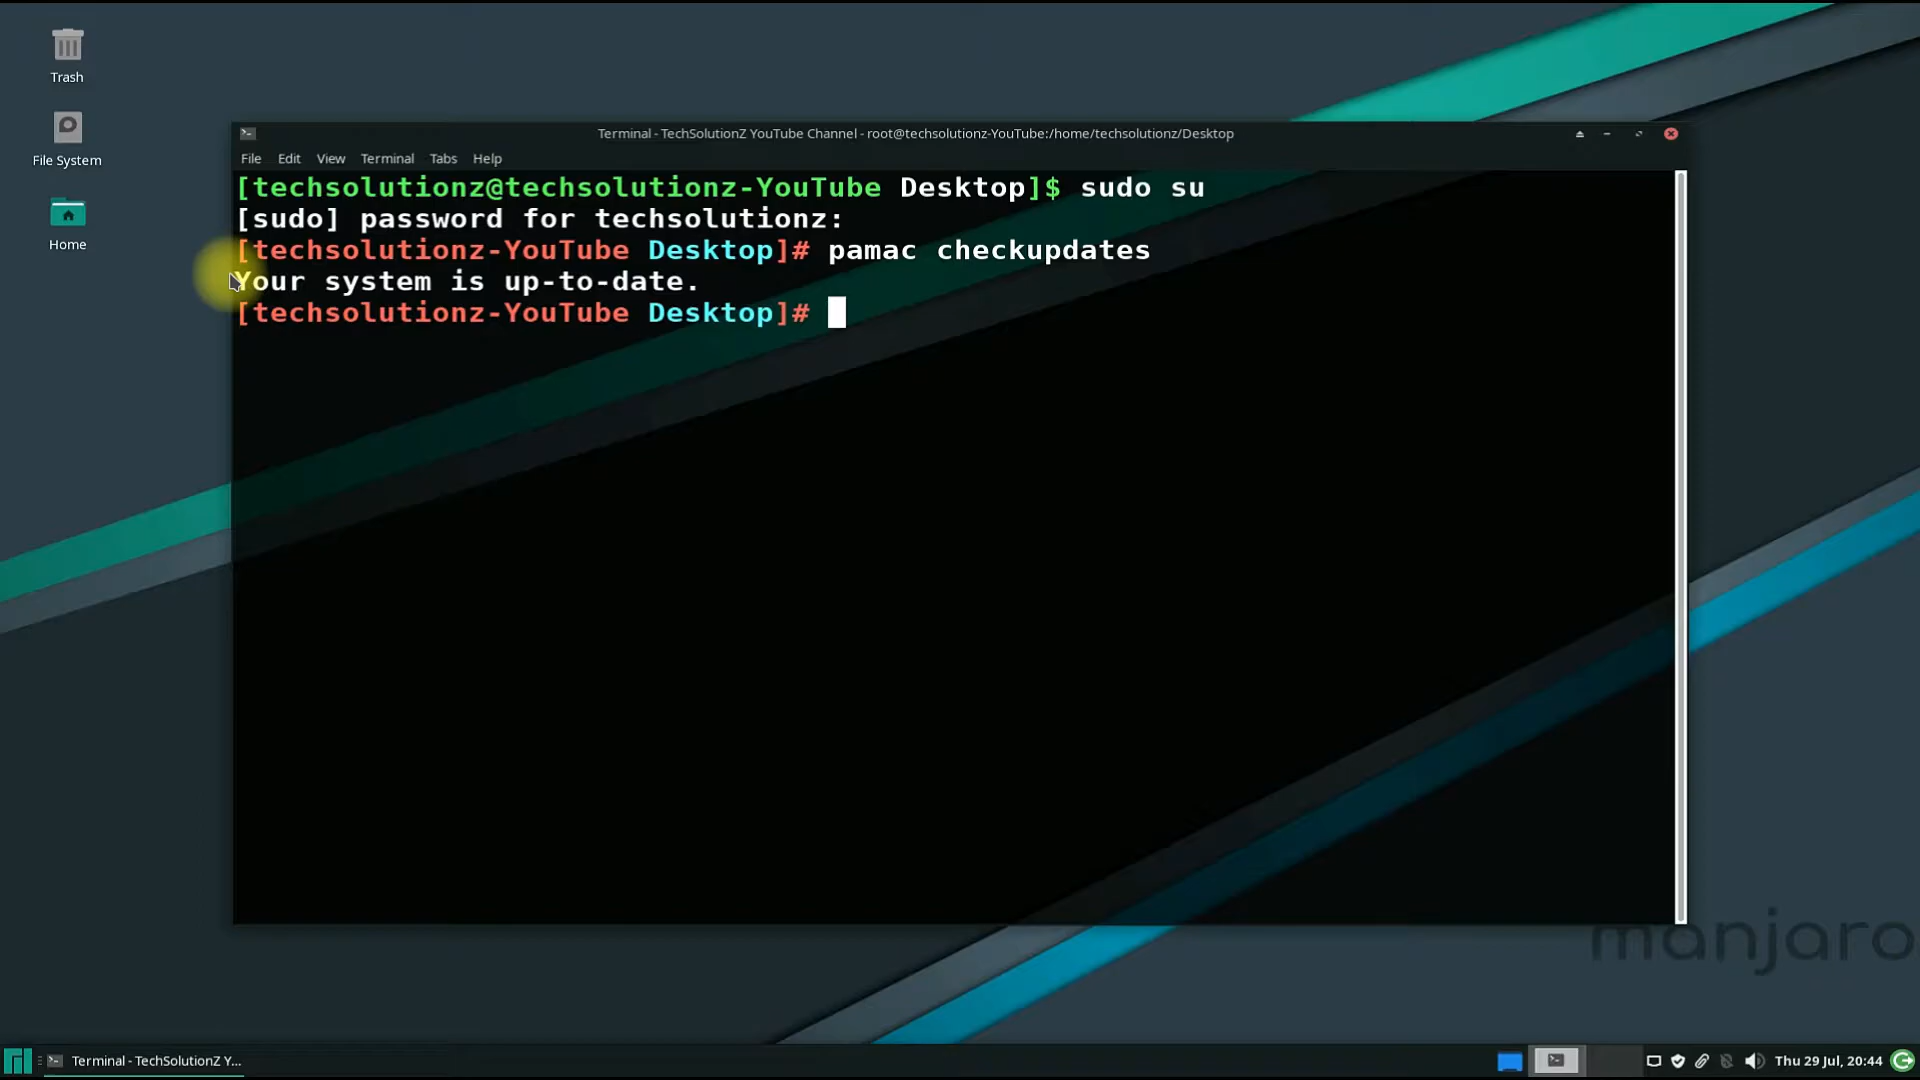 Trash
File System
Home
Terminal - TechSolutionZ YouTube Channel - root@techsolutionz-YouTube:/home/techsolutionz/Desktop
File Edit View Terminal Tabs Help
[techsolutionz@techsolutionz-YouTube Desktop]$ sudo su
[sudo] password for techsolutionz:
[techsolutionz-YouTube Desktop]# pamac checkupdates
Your system is up-to-date.
[techsolutionz-YouTube Desktop]#
manjaro
Terminal - TechSolutionZ Y...
Thu 29 Jul, 20:44